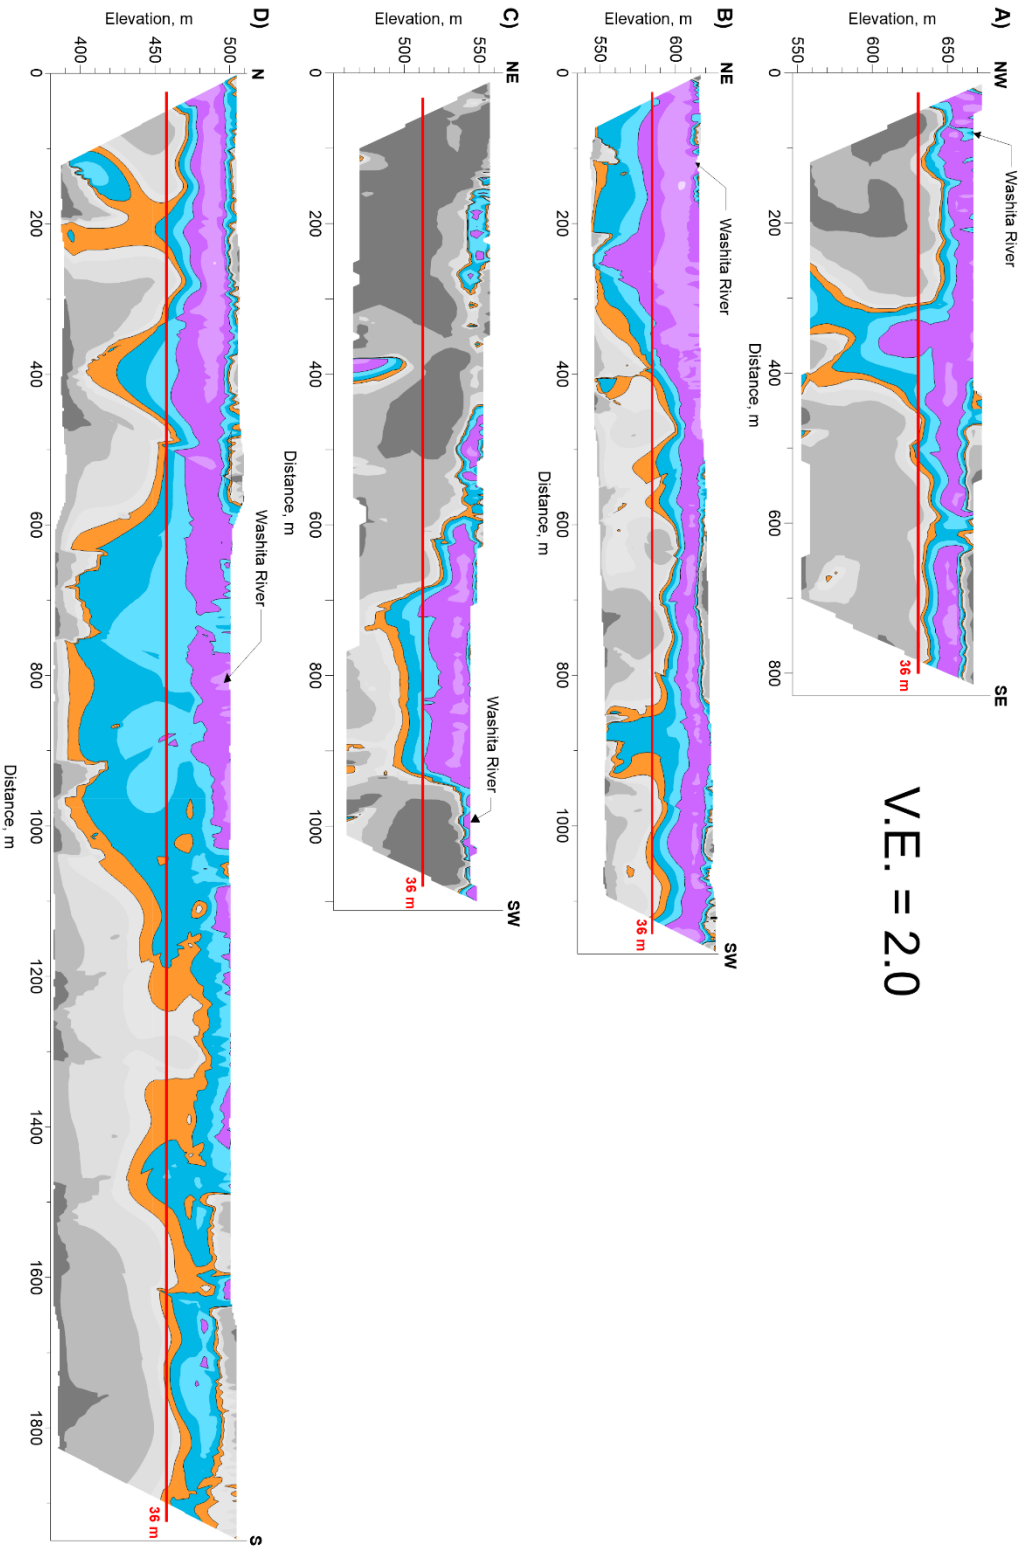 A)
NW
Washita River
SE
Elevation, m
650
600
550
0
200
400
600
800
Distance, m
36 m
V.E. = 2.0
B)
NE
Washita River
SW
Elevation, m
600
550
0
200
400
600
800
1000
Distance, m
36 m
C)
NE
Washita River
SW
Elevation, m
550
500
0
200
400
600
800
1000
Distance, m
36 m
D)
N
Washita River
S
Elevation, m
500
455
400
0
200
400
600
800
1000
1200
1400
1600
1800
Distance, m
36 m